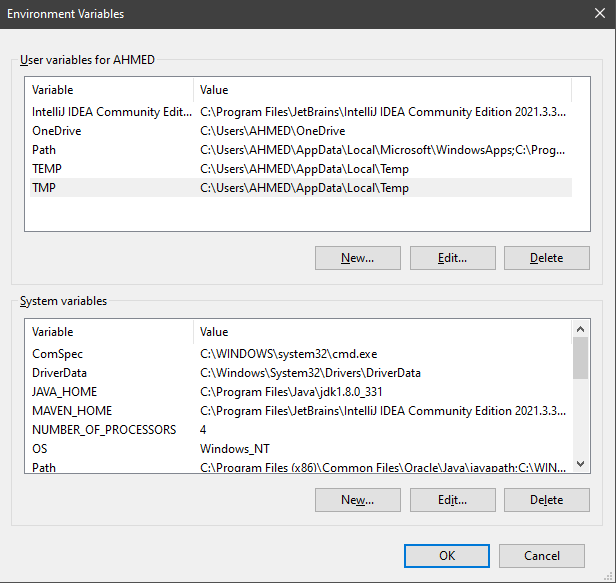 Environment Variables
User variables for AHMED
Variable Value
IntelliJ IDEA Community Edit... C:\Program Files\JetBrains\IntelliJ IDEA Community Edition 2021.3.3...
OneDrive C:\Users\AHMED\OneDrive
Path C:\Users\AHMED\AppData\Local\Microsoft\WindowsApps;C:\Prog...
TEMP C:\Users\AHMED\AppData\Local\Temp
TMP C:\Users\AHMED\AppData\Local\Temp
New... Edit... Delete
System variables
Variable Value
ComSpec C:\WINDOWS\system32\cmd.exe
DriverData C:\Windows\System32\Drivers\DriverData
JAVA_HOME C:\Program Files\Java\jdk1.8.0_331
MAVEN_HOME C:\Program Files\JetBrains\IntelliJ IDEA Community Edition 2021.3.3...
NUMBER_OF_PROCESSORS 4
OS Windows_NT
Path C:\Program Files (x86)\Common Files\Oracle\Java\javapath;C:\WIN...
New... Edit... Delete
OK Cancel